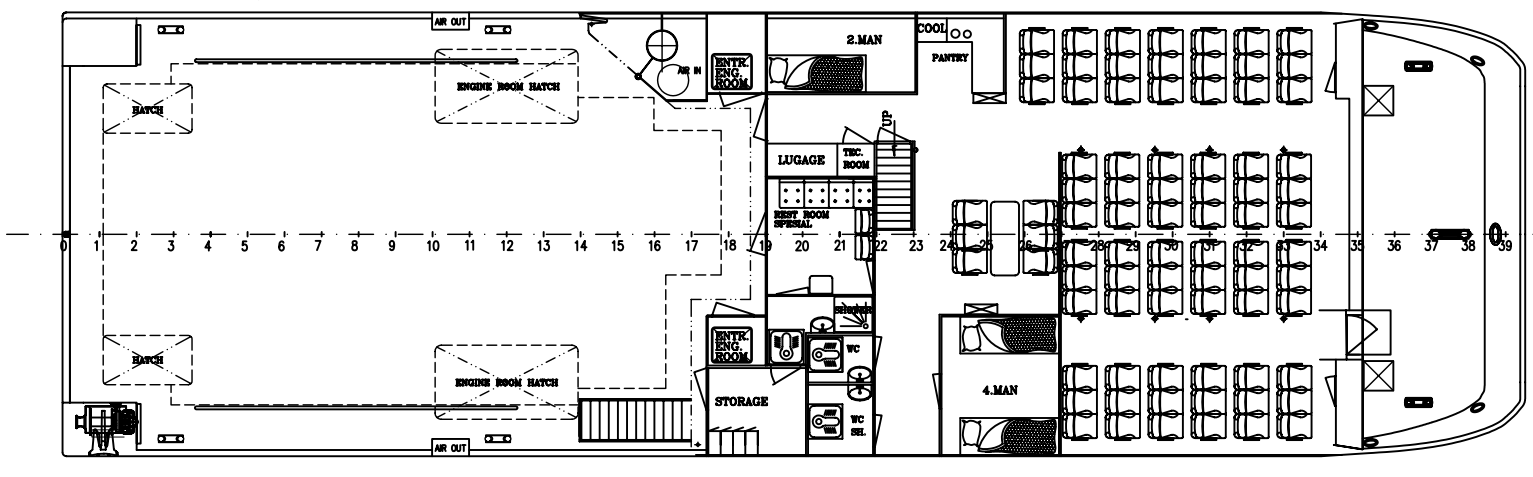 AIR OUT
2.MAN
COOL
PANTRY
ENTR.
ENG.
ROOM
AIR IN
ENGINE ROOM HATCH
HATCH
UP
LUGAGE
TEC.
ROOM
REST ROOM
SPESIAL
0 1 2 3 4 5 6 7 8 9 10 11 12 13 14 15 16 17 18 19 20 21 22 23 24 25 26 27 28 29 30 31 32 33 34 35 36 37 38 39
SHOWER
ENTR.
ENG.
ROOM
WC
HATCH
ENGINE ROOM HATCH
4.MAN
STORAGE
WC
SH.
AIR OUT